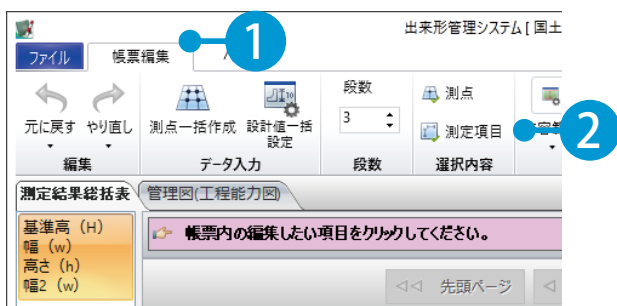 出来形管理システム [ 国土
1
ファイル 帳票編集
元に戻す やり直し 測点一括作成 設計値一括設定 段数 3 測点 測定項目 2
編集 データ入力 段数 選択内容
測定結果総括表 管理図(工程能力図)
基準高 (H)
幅 (w)
高さ (h)
幅2 (w)
帳票内の編集したい項目をクリックしてください。
先頭ページ